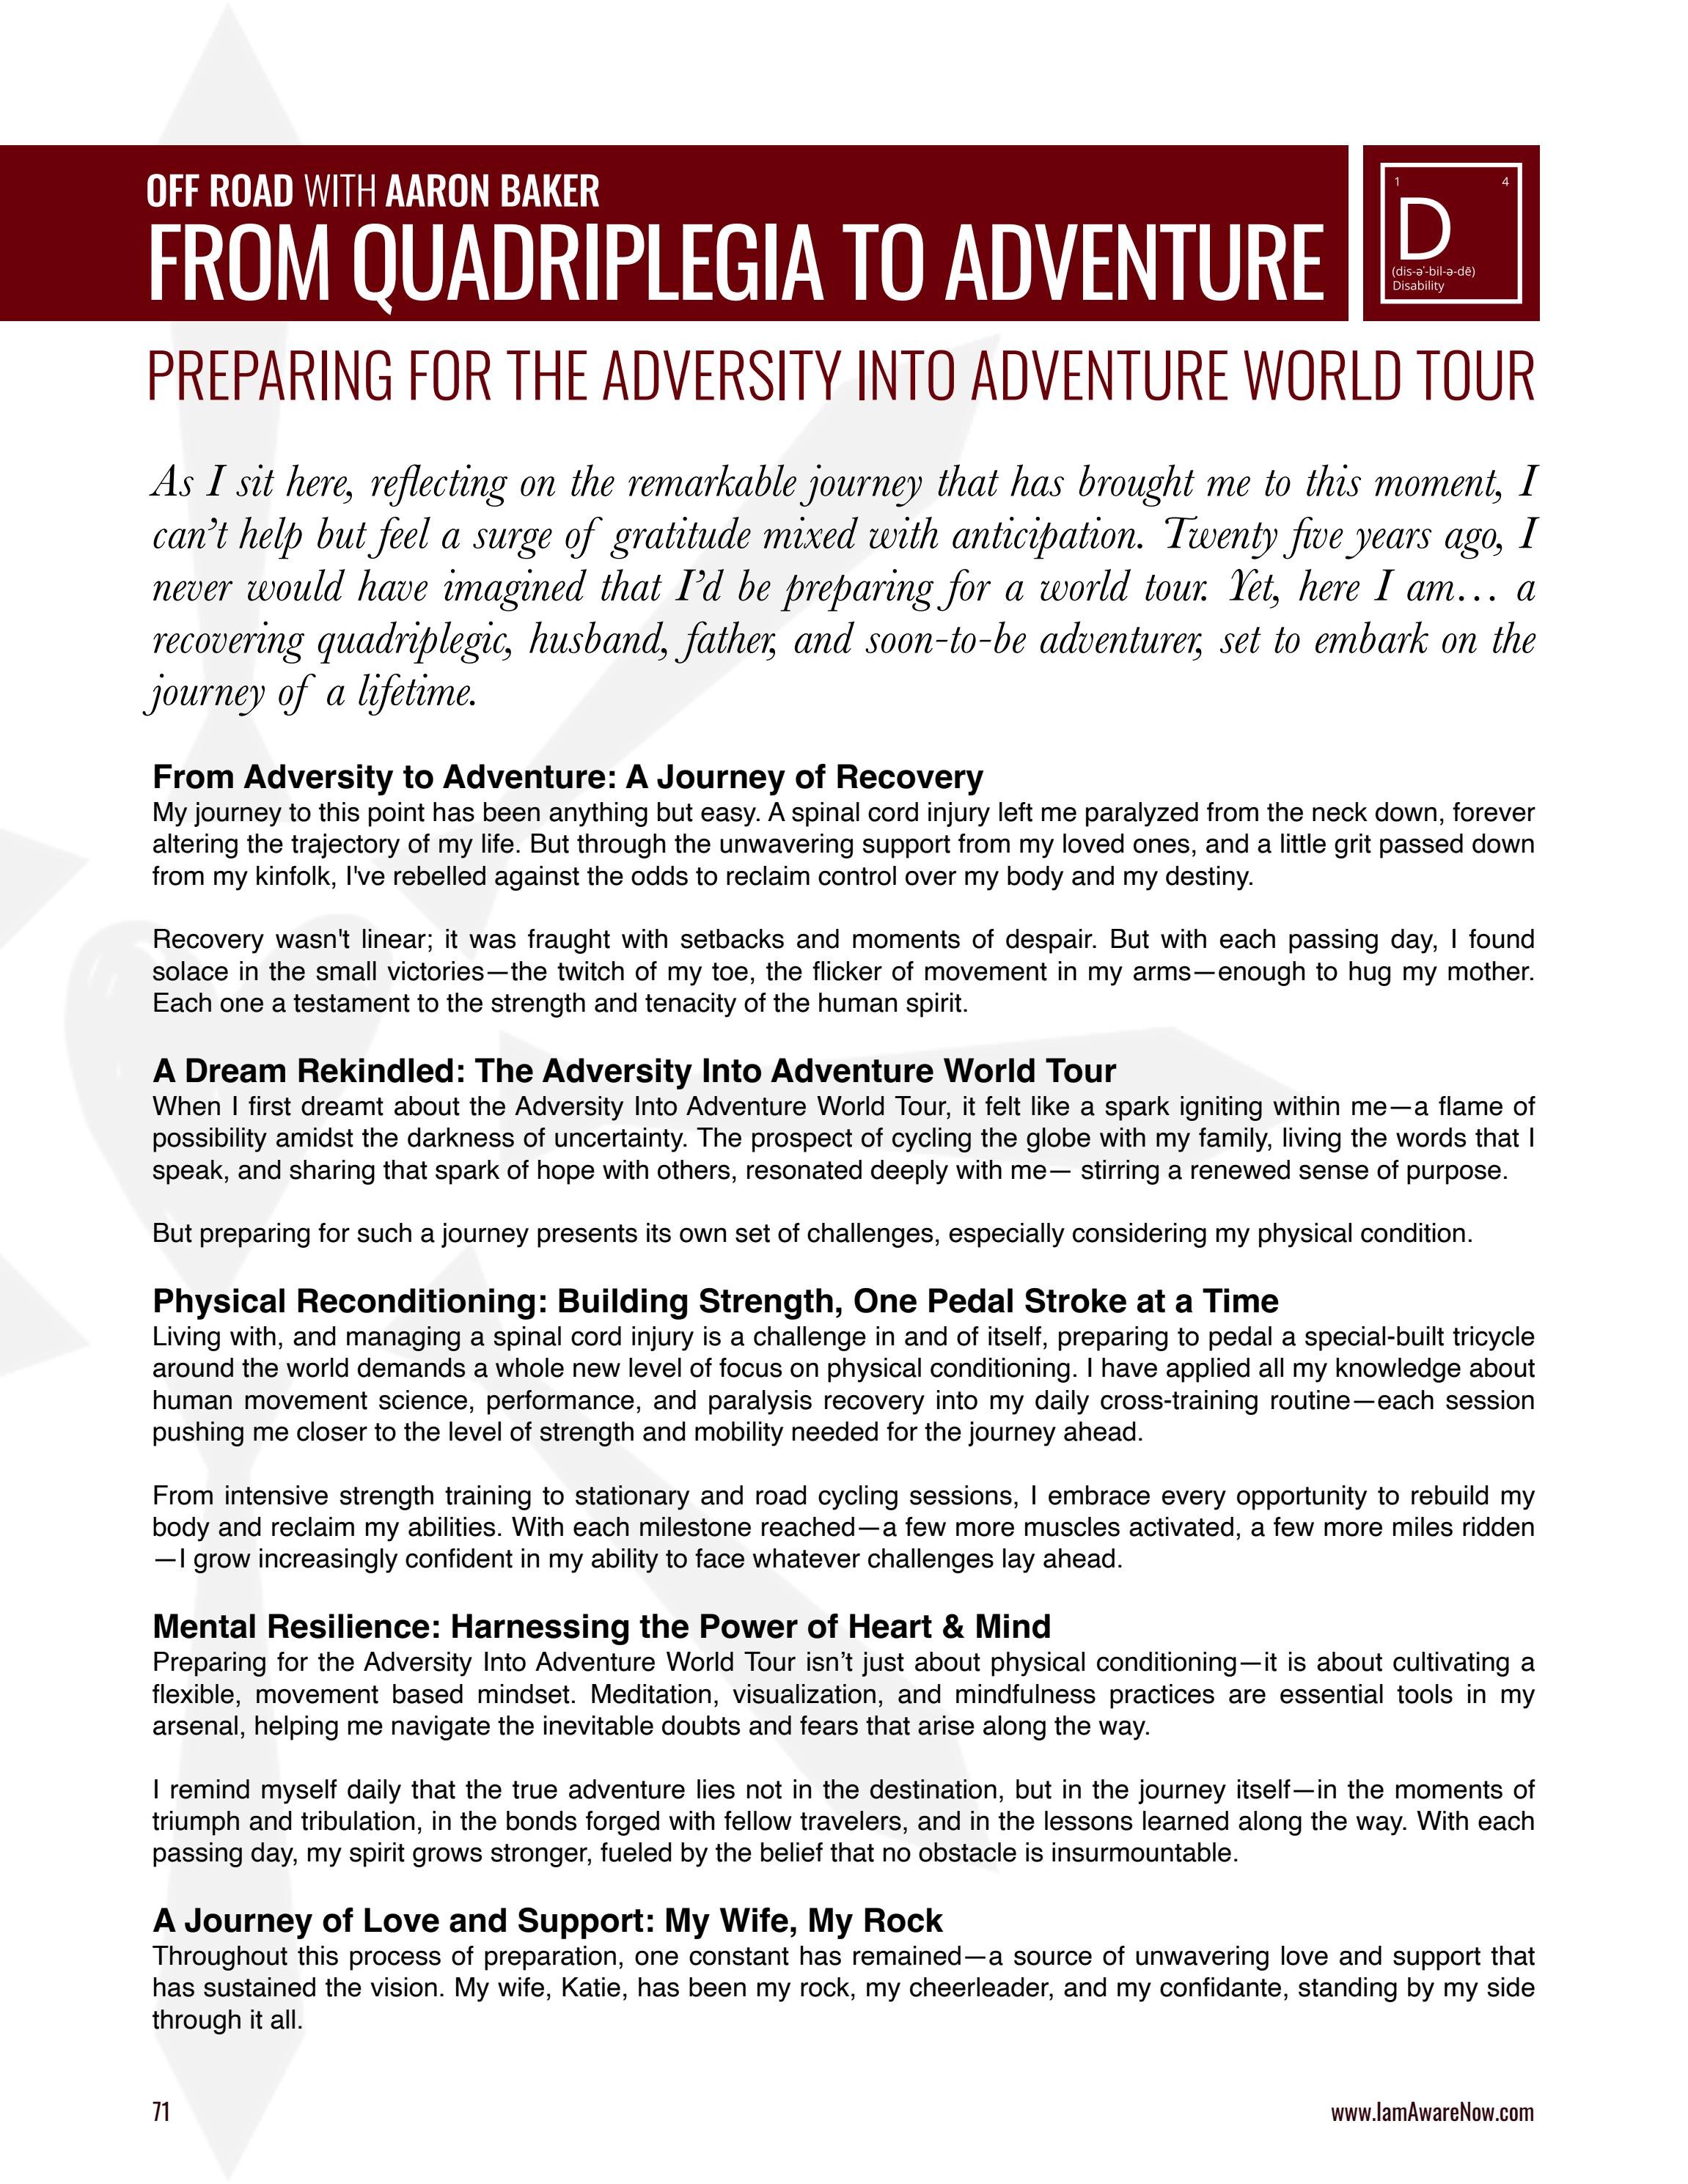 OFF ROAD WITH AARON BAKER
FROM QUADRIPLEGIA TO ADVENTURE
1 4
D
(dis-ə'-bil-ə-dē)
Disability
PREPARING FOR THE ADVERSITY INTO ADVENTURE WORLD TOUR
As I sit here, reflecting on the remarkable journey that has brought me to this moment, I
can’t help but feel a surge of gratitude mixed with anticipation. Twenty five years ago, I
never would have imagined that I’d be preparing for a world tour. Yet, here I am… a
recovering quadriplegic, husband, father, and soon-to-be adventurer, set to embark on the
journey of a lifetime.
From Adversity to Adventure: A Journey of Recovery
My journey to this point has been anything but easy. A spinal cord injury left me paralyzed from the neck down, forever
altering the trajectory of my life. But through the unwavering support from my loved ones, and a little grit passed down
from my kinfolk, I've rebelled against the odds to reclaim control over my body and my destiny.
Recovery wasn't linear; it was fraught with setbacks and moments of despair. But with each passing day, I found
solace in the small victories—the twitch of my toe, the flicker of movement in my arms—enough to hug my mother.
Each one a testament to the strength and tenacity of the human spirit.
A Dream Rekindled: The Adversity Into Adventure World Tour
When I first dreamt about the Adversity Into Adventure World Tour, it felt like a spark igniting within me—a flame of
possibility amidst the darkness of uncertainty. The prospect of cycling the globe with my family, living the words that I
speak, and sharing that spark of hope with others, resonated deeply with me— stirring a renewed sense of purpose.
But preparing for such a journey presents its own set of challenges, especially considering my physical condition.
Physical Reconditioning: Building Strength, One Pedal Stroke at a Time
Living with, and managing a spinal cord injury is a challenge in and of itself, preparing to pedal a special-built tricycle
around the world demands a whole new level of focus on physical conditioning. I have applied all my knowledge about
human movement science, performance, and paralysis recovery into my daily cross-training routine—each session
pushing me closer to the level of strength and mobility needed for the journey ahead.
From intensive strength training to stationary and road cycling sessions, I embrace every opportunity to rebuild my
body and reclaim my abilities. With each milestone reached—a few more muscles activated, a few more miles ridden
—I grow increasingly confident in my ability to face whatever challenges lay ahead.
Mental Resilience: Harnessing the Power of Heart & Mind
Preparing for the Adversity Into Adventure World Tour isn’t just about physical conditioning—it is about cultivating a
flexible, movement based mindset. Meditation, visualization, and mindfulness practices are essential tools in my
arsenal, helping me navigate the inevitable doubts and fears that arise along the way.
I remind myself daily that the true adventure lies not in the destination, but in the journey itself—in the moments of
triumph and tribulation, in the bonds forged with fellow travelers, and in the lessons learned along the way. With each
passing day, my spirit grows stronger, fueled by the belief that no obstacle is insurmountable.
A Journey of Love and Support: My Wife, My Rock
Throughout this process of preparation, one constant has remained—a source of unwavering love and support that
has sustained the vision. My wife, Katie, has been my rock, my cheerleader, and my confidante, standing by my side
through it all.
71
www.IamAwareNow.com